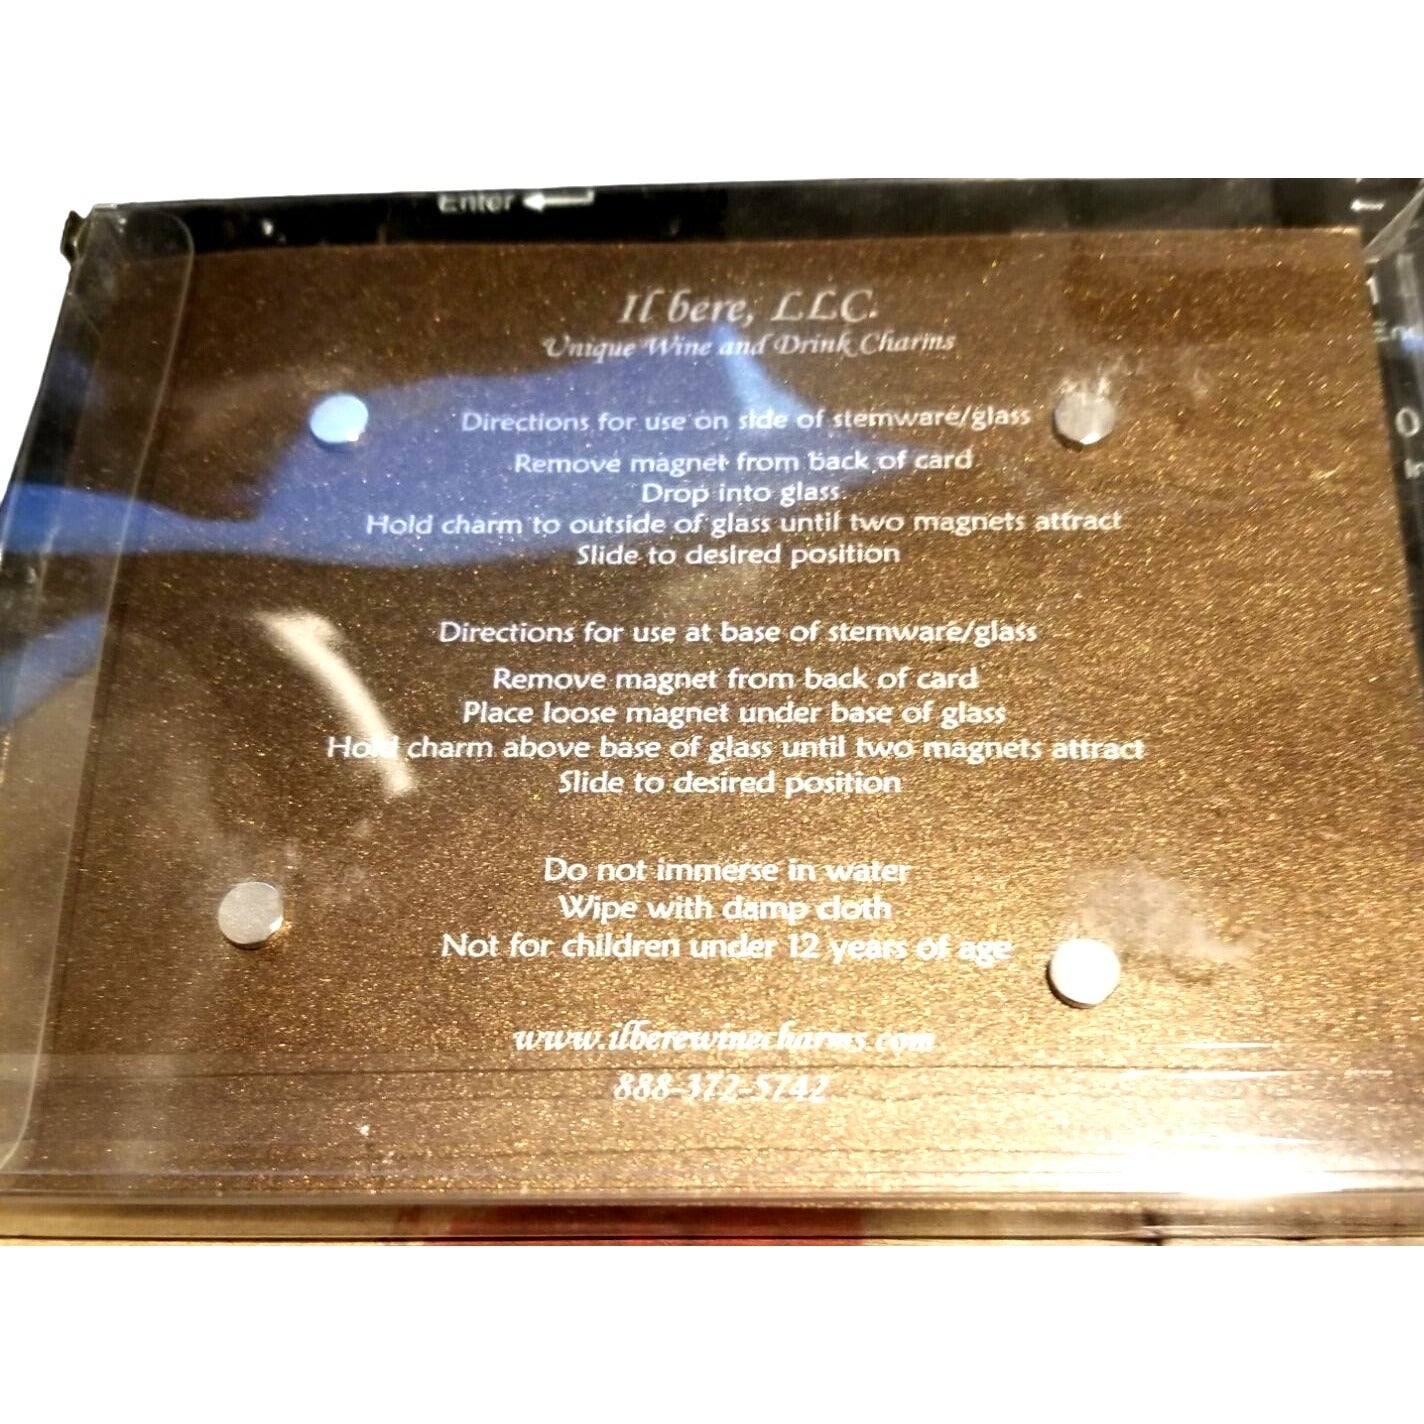 Enter
Il bere, LLC.
Unique Wine and Drink Charms
Directions for use on side of stemware/glass
Remove magnet from back of card
Drop into glass
Hold charm to outside of glass until two magnets attract
Slide to desired position
Directions for use at base of stemware/glass
Remove magnet from back of card
Place loose magnet under base of glass
Hold charm above base of glass until two magnets attract
Slide to desired position
Do not immerse in water
Wipe with damp cloth
Not for children under 12 years of age
www.ilberewinecharms.com
888-372-5742